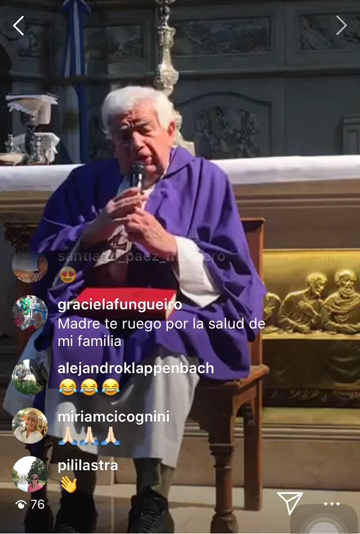 gracielafungueiro
Madre te ruego por la salud de
mi familia
alejandroklappenbach
😂😂😂
miriamcicognini
🙏🏻🙏🏻🙏🏻
pililastra
👋
76